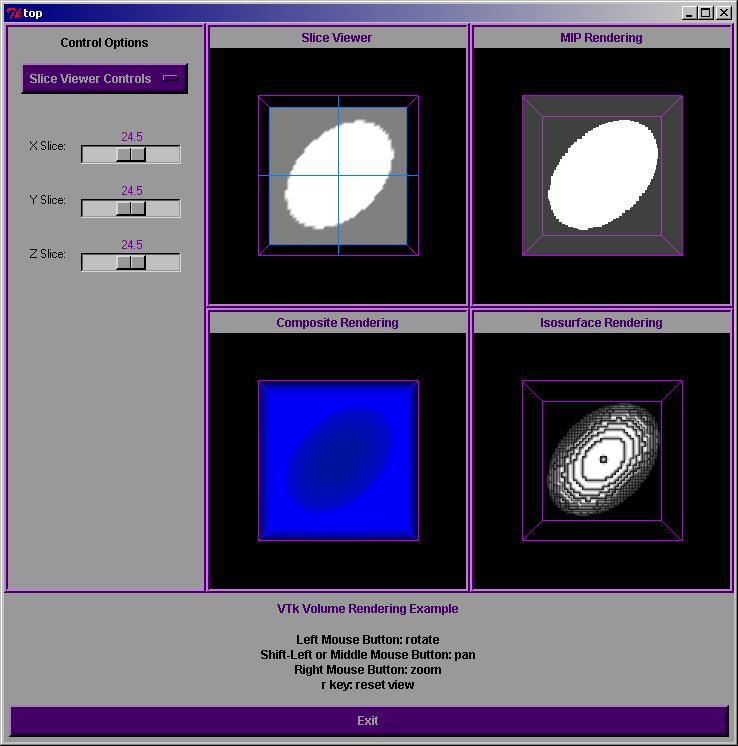 top
Control Options
Slice Viewer Controls
X Slice:
24.5
Y Slice:
24.5
Z Slice:
24.5
Slice Viewer
MIP Rendering
Composite Rendering
Isosurface Rendering
VTk Volume Rendering Example
Left Mouse Button: rotate
Shift-Left or Middle Mouse Button: pan
Right Mouse Button: zoom
r key: reset view
Exit